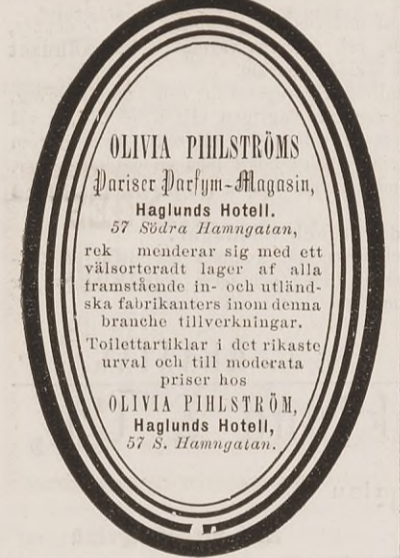 OLIVIA PIHLSTRÖMS
Pariser Parfym-Magasin,
Haglunds Hotell.
57 Södra Hamngatan,
rek menderar sig med ett
välsorteradt lager af alla
framstående in- och utländ-
ska fabrikanters inom denna
branche tillverkningar.
Toilettartiklar i det rikaste
urval och till moderata
priser hos
OLIVIA PIHLSTRÖM,
Haglunds Hotell,
57 S. Hamngatan.